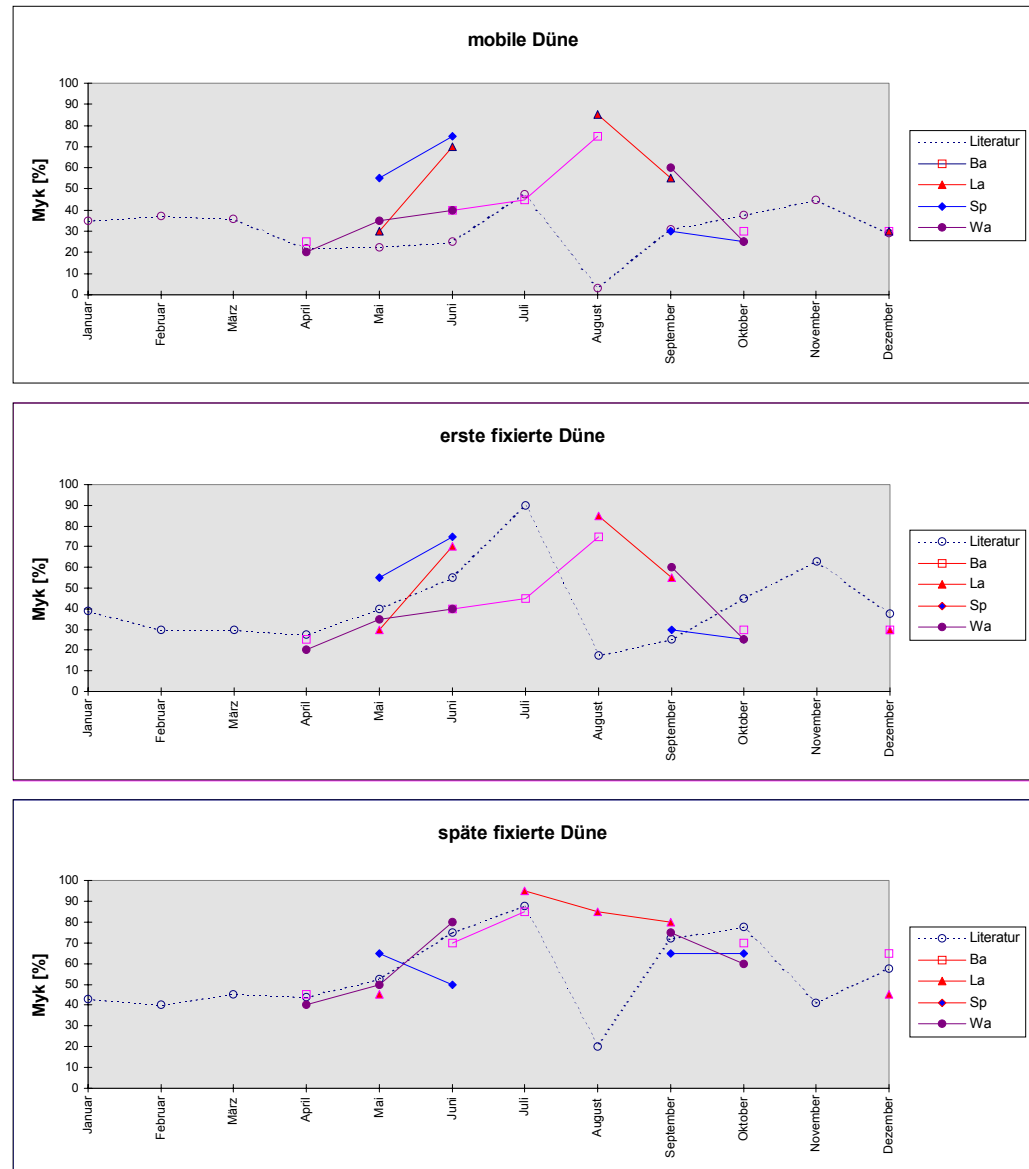 mobile Düne
Myk [%]
100
90
80
70
60
50
40
30
20
10
0
Januar
Februar
März
April
Mai
Juni
Juli
August
September
Oktober
November
Dezember
Literatur
Ba
La
Sp
Wa
erste fixierte Düne
Myk [%]
100
90
80
70
60
50
40
30
20
10
0
Januar
Februar
März
April
Mai
Juni
Juli
August
September
Oktober
November
Dezember
Literatur
Ba
La
Sp
Wa
späte fixierte Düne
Myk [%]
100
90
80
70
60
50
40
30
20
10
0
Januar
Februar
März
April
Mai
Juni
Juli
August
September
Oktober
November
Dezember
Literatur
Ba
La
Sp
Wa